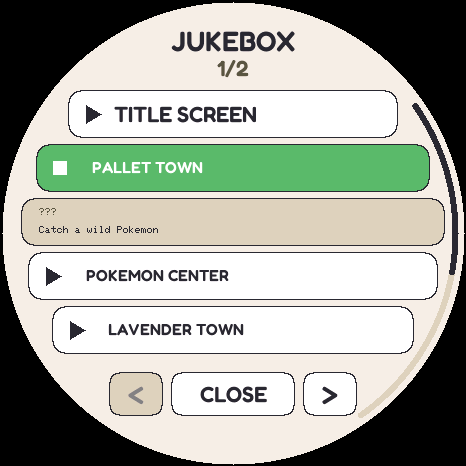 JUKEBOX
1/2
TITLE SCREEN
PALLET TOWN
???
Catch a wild Pokemon
POKEMON CENTER
LAVENDER TOWN
< CLOSE >